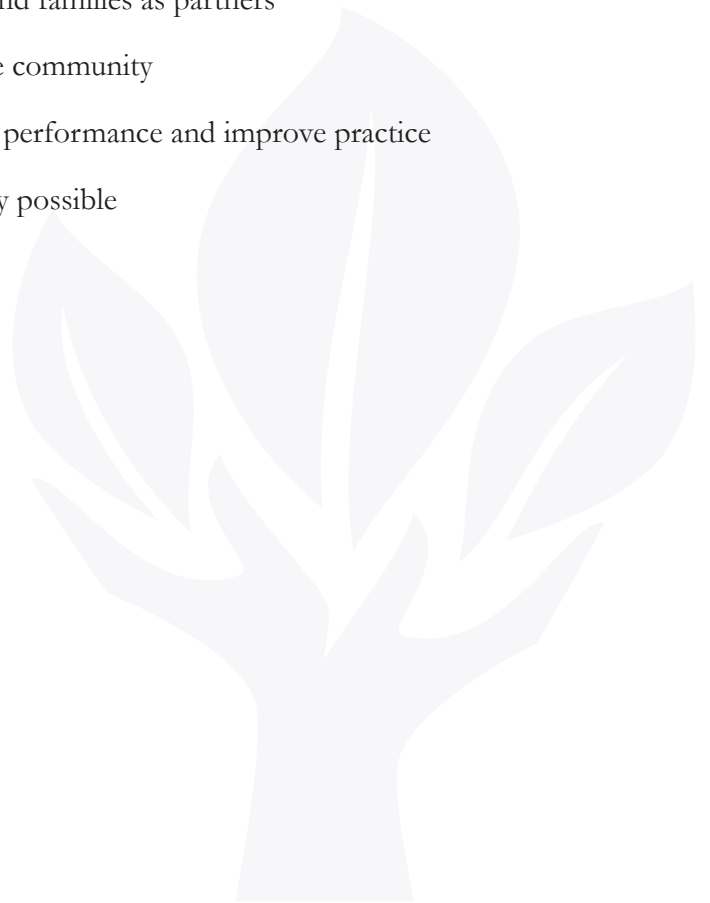 nd families as partners
e community
performance and improve practice
y possible